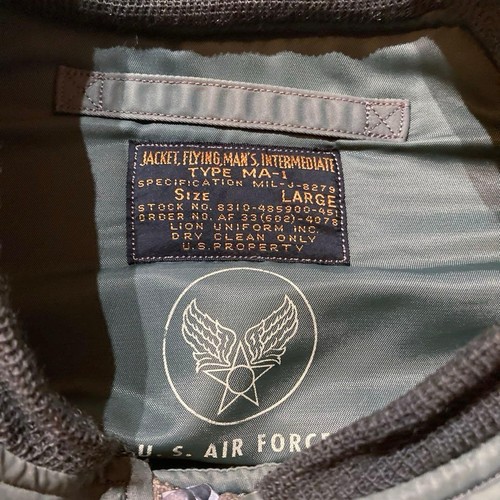 JACKET, FLYING, MAN'S, INTERMEDIATE
TYPE MA-1
SPECIFICATION MIL-J-8279
SIZE LARGE
STOCK NO. 8310-485900-451
ORDER NO. AF 33(602)-4078
LION UNIFORM INC.
DRY CLEAN ONLY
U.S. PROPERTY
U. S. AIR FORCE